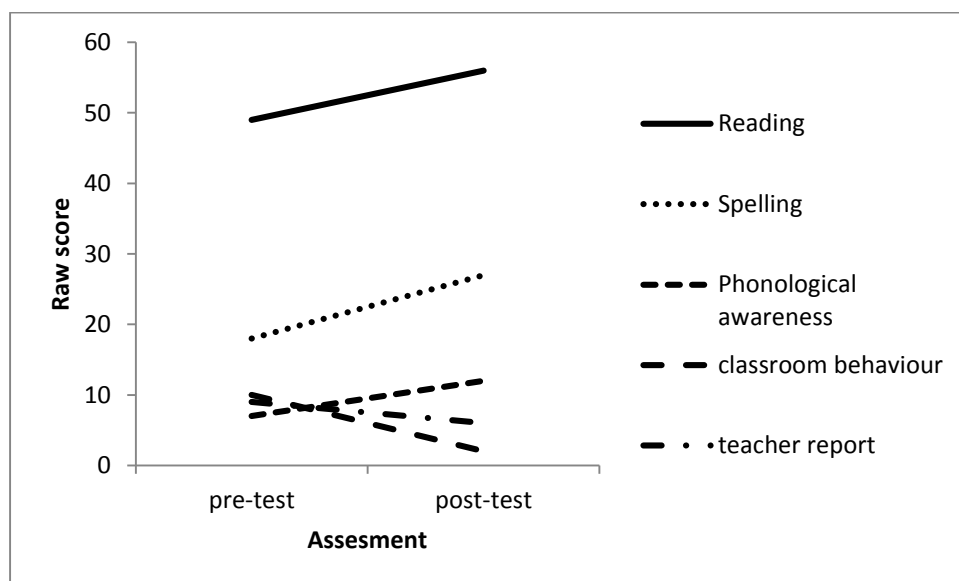 60
50
40
30
20
10
0
Raw score
pre-test
post-test
Assesment
Reading
Spelling
Phonological
awareness
classroom behaviour
teacher report